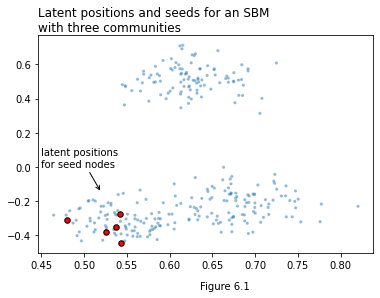 Latent positions and seeds for an SBM
with three communities
0.6
0.4
0.2
0.0
−0.2
−0.4
latent positions
for seed nodes
0.45 0.50 0.55 0.60 0.65 0.70 0.75 0.80
Figure 6.1